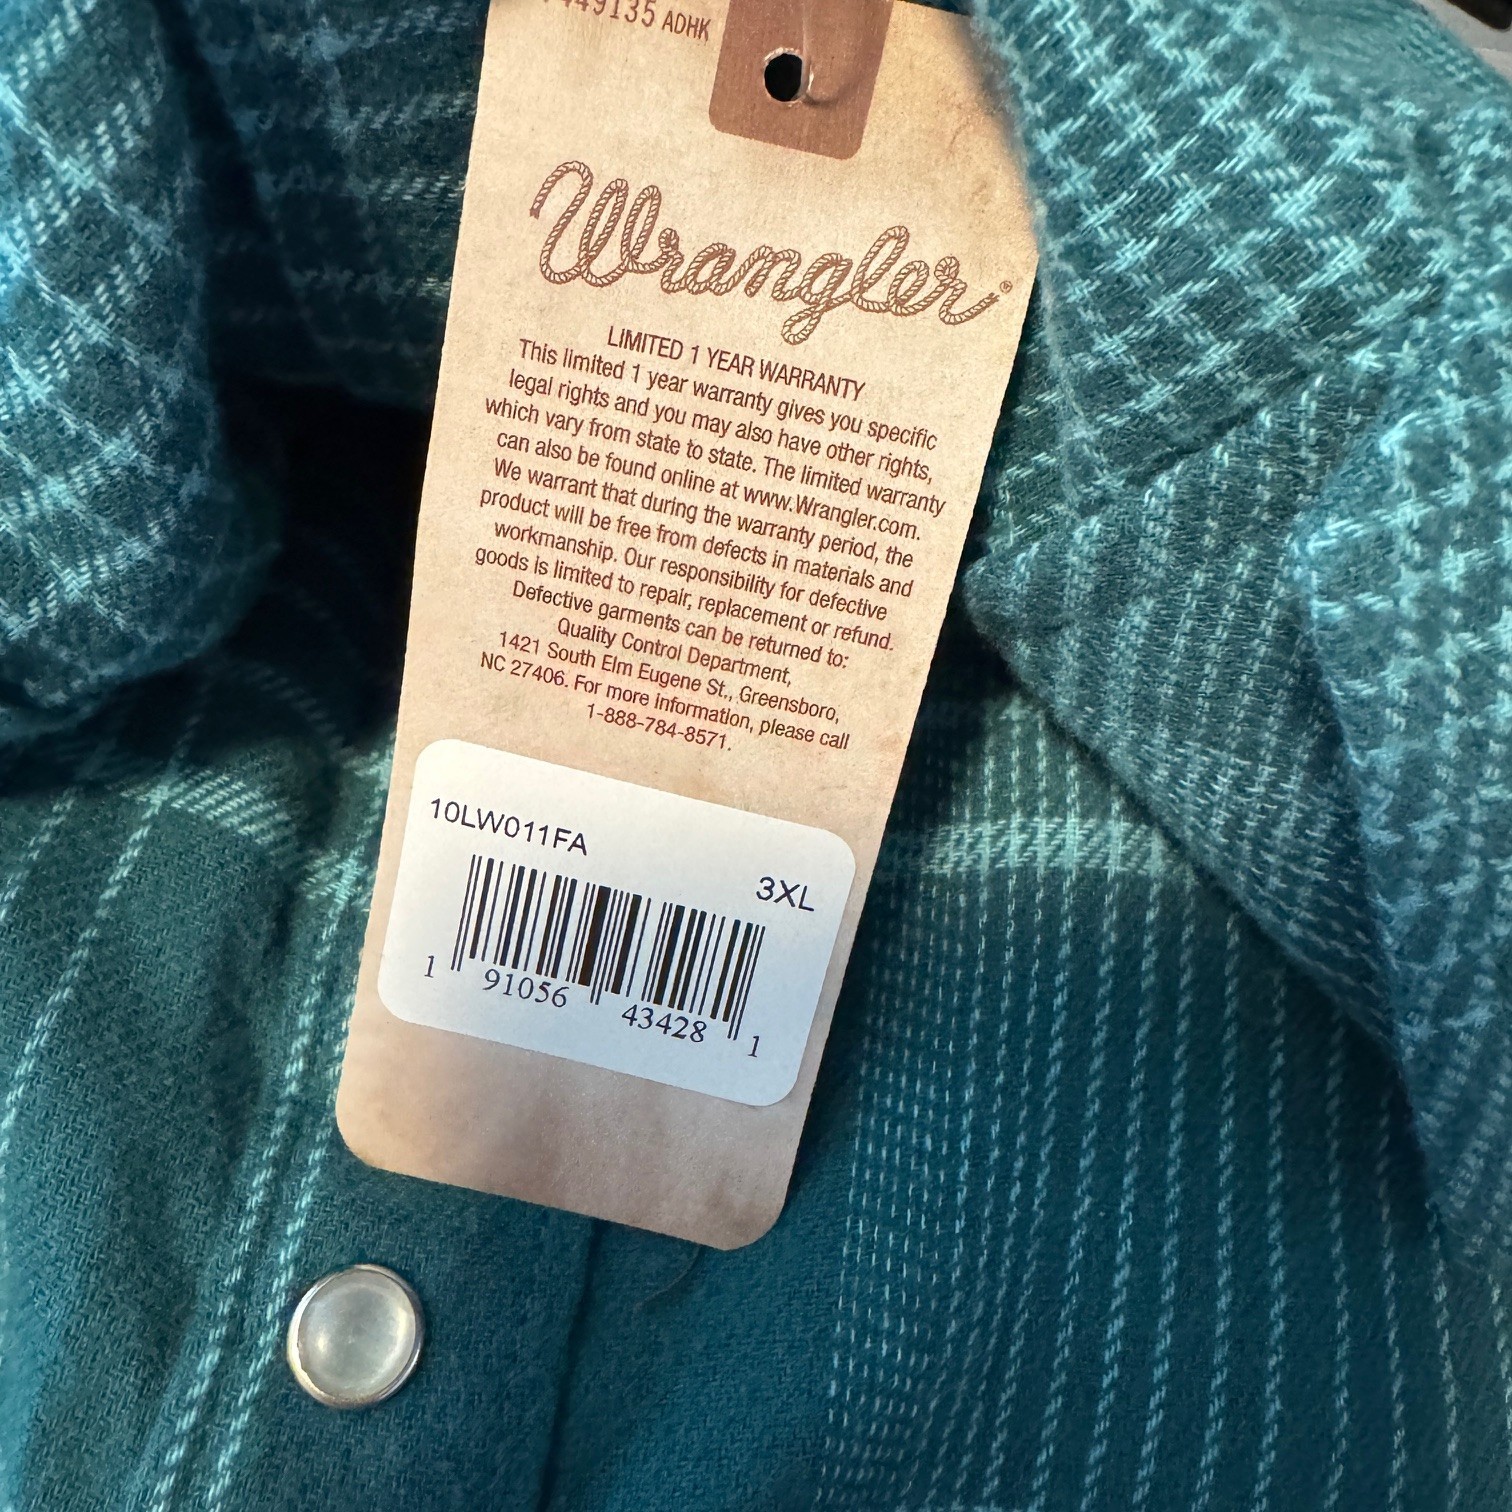 49135 ADHK
Wrangler®
LIMITED 1 YEAR WARRANTY
This limited 1 year warranty gives you specific
legal rights and you may also have other rights,
which vary from state to state. The limited warranty
can also be found online at www.Wrangler.com.
We warrant that during the warranty period, the
product will be free from defects in materials and
workmanship. Our responsibility for defective
goods is limited to repair, replacement or refund.
Defective garments can be returned to:
Quality Control Department,
1421 South Elm Eugene St., Greensboro,
NC 27406. For more information, please call
1-888-784-8571.
10LW011FA
3XL
1 91056 43428 1